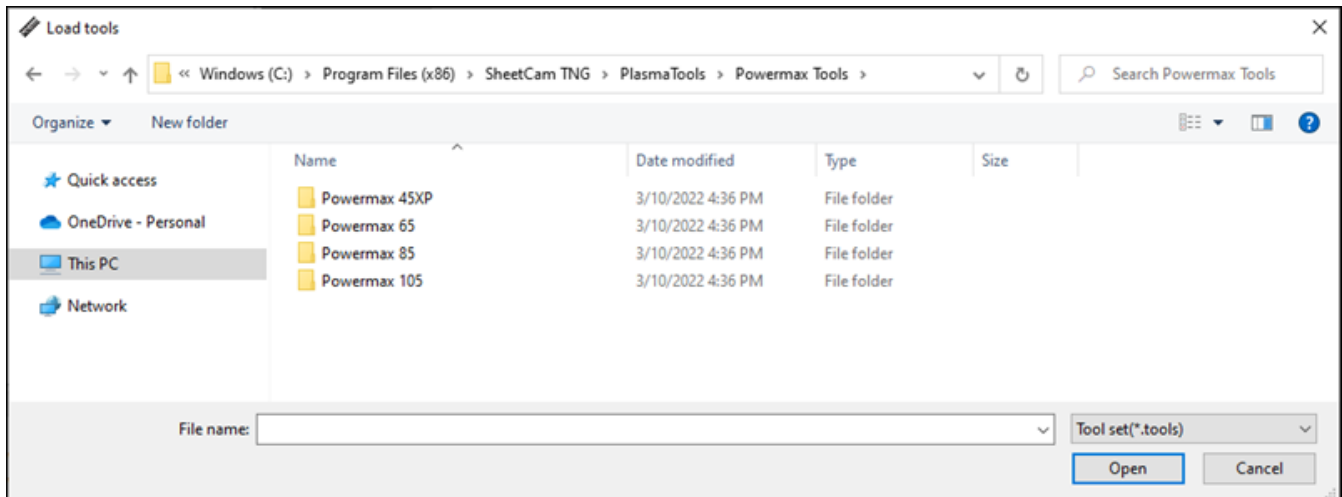 Load tools
« Windows (C:) > Program Files (x86) > SheetCam TNG > PlasmaTools > Powermax Tools > Search Powermax Tools
Organize New folder
Name Date modified Type Size
Quick access
OneDrive - Personal
This PC
Network
Powermax 45XP 3/10/2022 4:36 PM File folder
Powermax 65 3/10/2022 4:36 PM File folder
Powermax 85 3/10/2022 4:36 PM File folder
Powermax 105 3/10/2022 4:36 PM File folder
File name: Tool set(*.tools)
Open Cancel